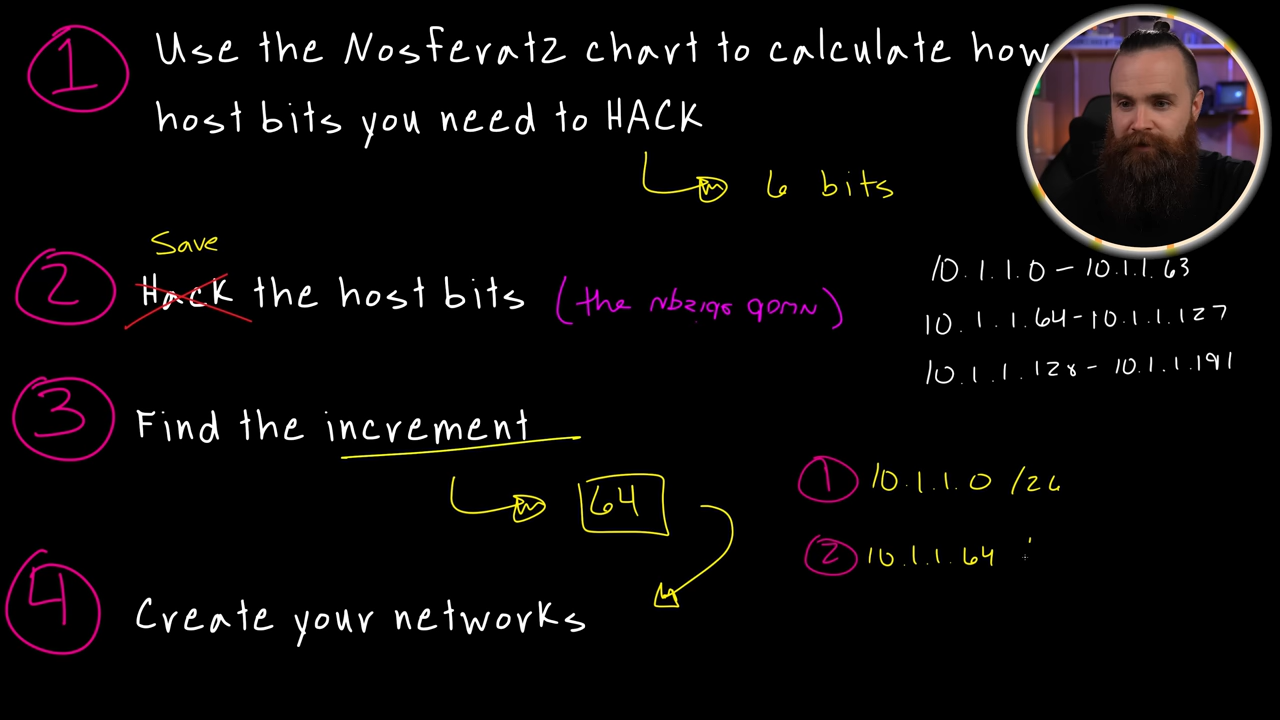 1 Use the Nosferatz chart to calculate how
host bits you need to HACK
6 bits
Save
2 Hack the host bits (the
10.1.1.0 - 10.1.1.63
10.1.1.64 - 10.1.1.127
10.1.1.128 - 10.1.1.191
3 Find the increment
64
1 10.1.1.0 /26
2 10.1.1.64
4 Create your networks